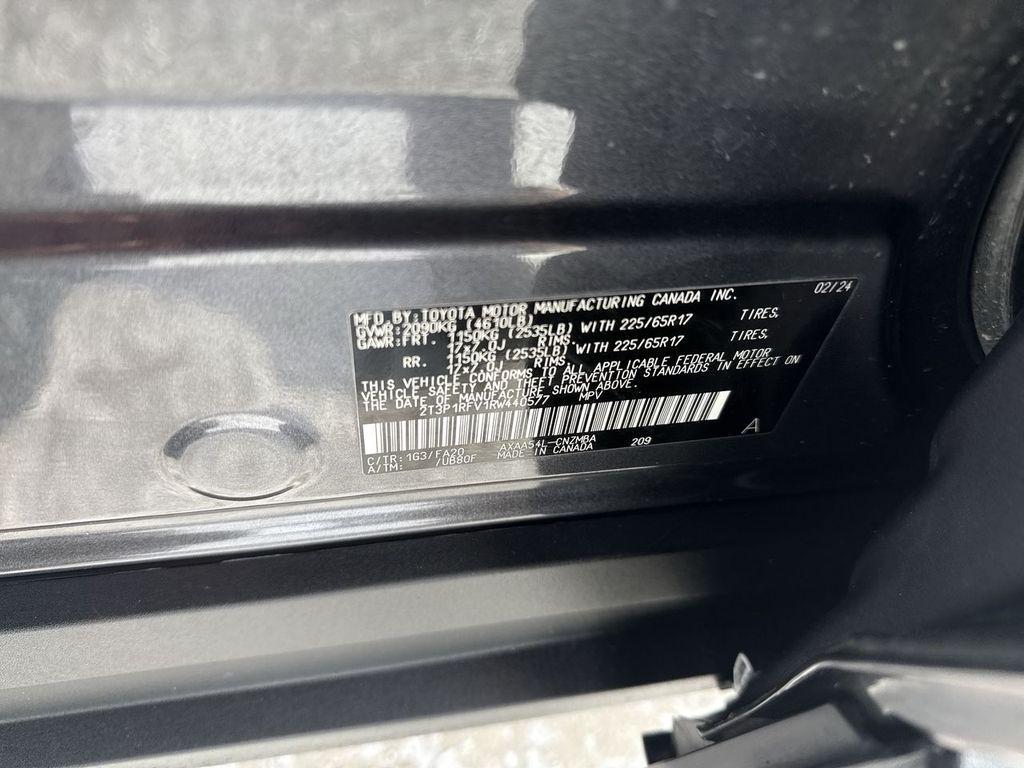 MFD BY:TOYOTA MOTOR MANUFACTURING CANADA INC. 02/24
GVWR:2090KG (4610LB)
GAWR:FRT. 1150KG (2535LB) WITH 225/65R17 TIRES,
17x7.0J RIMS.
RR. 1150KG (2535LB) WITH 225/65R17 TIRES,
17x7.0J RIMS.
THIS VEHICLE CONFORMS TO ALL APPLICABLE FEDERAL MOTOR
VEHICLE SAFETY AND THEFT PREVENTION STANDARDS IN EFFECT ON
THE DATE OF MANUFACTURE SHOWN ABOVE.
2T3P1RFV1RW440577 MPV
C/TR: 1G3/FA20 AXAA54L-CNZMBA 209 A
A/TM: /UB80F MADE IN CANADA